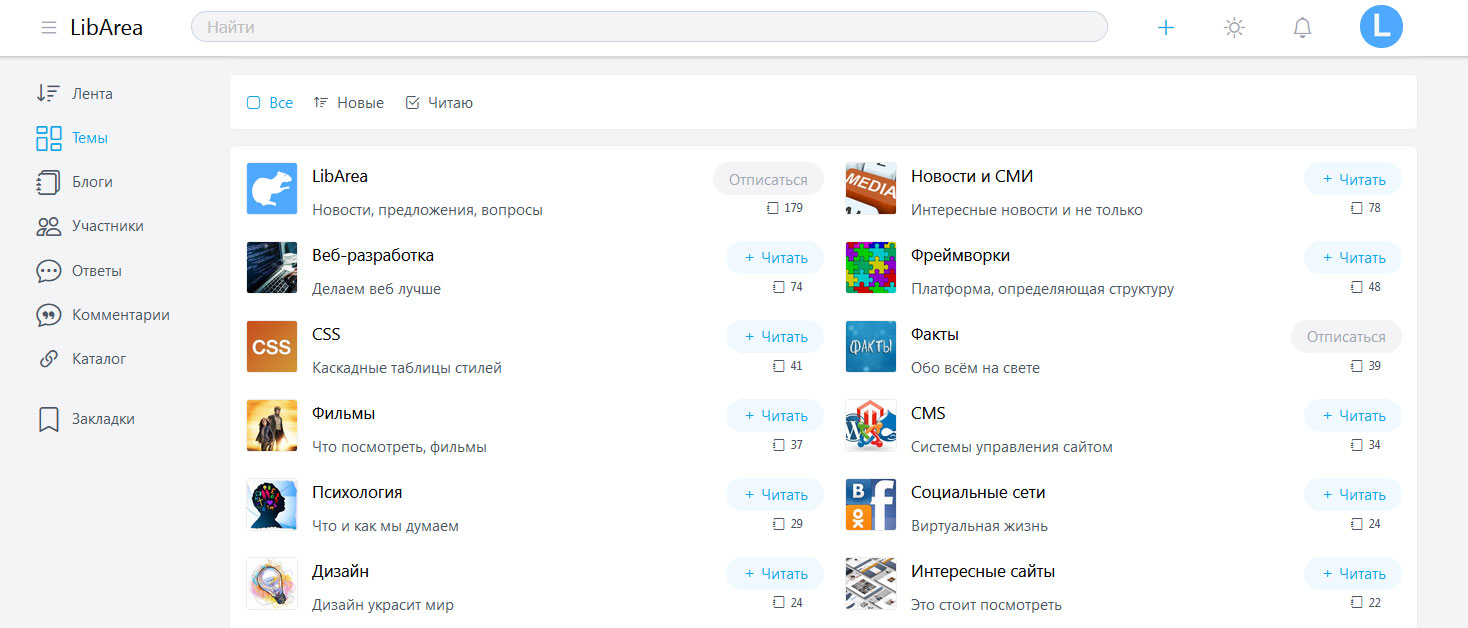 LibArea
Найти
L
Лента
Темы
Блоги
Участники
Ответы
Комментарии
Каталог
Закладки
Все Новые Читаю
LibArea
Отписаться
Новости, предложения, вопросы
179
MEDIA
Новости и СМИ
+ Читать
Интересные новости и не только
78
Веб-разработка
+ Читать
Делаем веб лучше
74
Фреймворки
+ Читать
Платформа, определяющая структуру
48
CSS
CSS
+ Читать
Каскадные таблицы стилей
41
ФАКТЫ
Факты
Отписаться
Обо всём на свете
39
Фильмы
+ Читать
Что посмотреть, фильмы
37
CMS
+ Читать
Системы управления сайтом
34
Психология
+ Читать
Что и как мы думаем
29
Социальные сети
+ Читать
Виртуальная жизнь
24
Дизайн
+ Читать
Дизайн украсит мир
24
Интересные сайты
+ Читать
Это стоит посмотреть
22